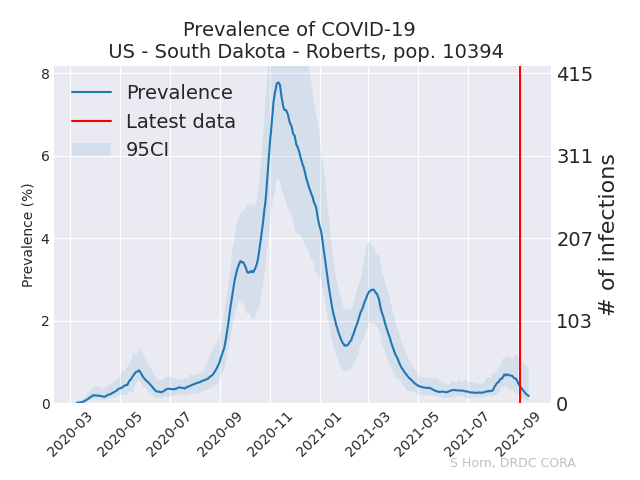 Prevalence of COVID-19
US - South Dakota - Roberts, pop. 10394
Prevalence
Latest data
95CI
Prevalence (%)
8
6
4
2
0
415
311
207
103
0
# of infections
2020-03
2020-05
2020-07
2020-09
2020-11
2021-01
2021-03
2021-05
2021-07
2021-09
S Horn, DRDC CORA